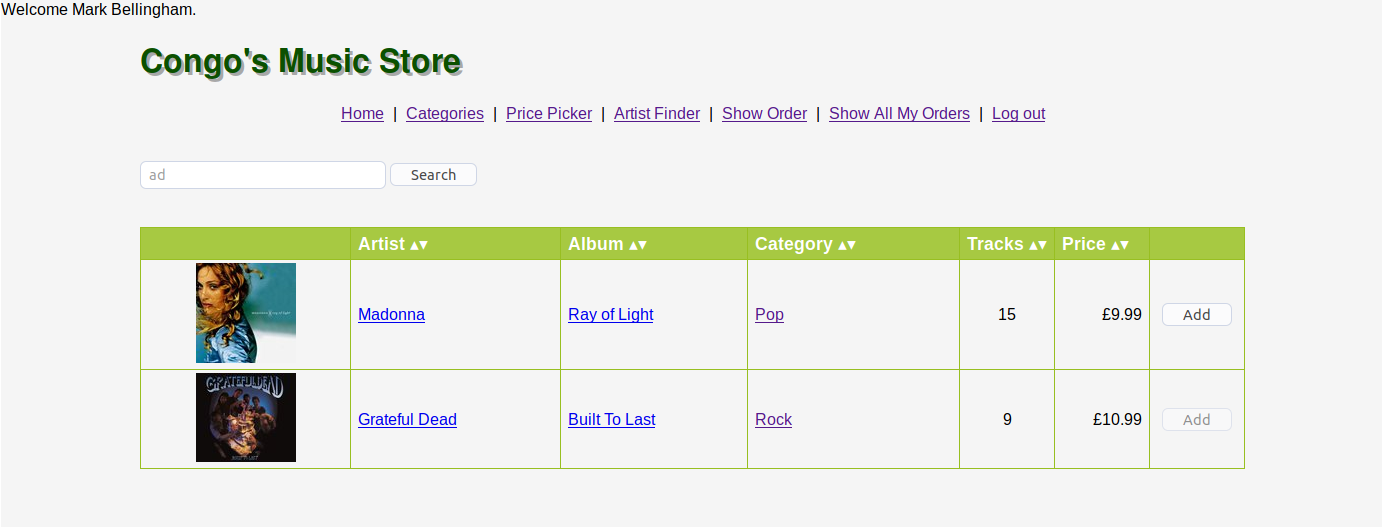 Welcome Mark Bellingham.
Congo's Music Store
Home | Categories | Price Picker | Artist Finder | Show Order | Show All My Orders | Log out
ad Search
Artist ▲▼ Album ▲▼ Category ▲▼ Tracks ▲▼ Price ▲▼
Madonna Ray of Light Pop 15 £9.99 Add
GRATEFUL DEAD
Grateful Dead Built To Last Rock 9 £10.99 Add